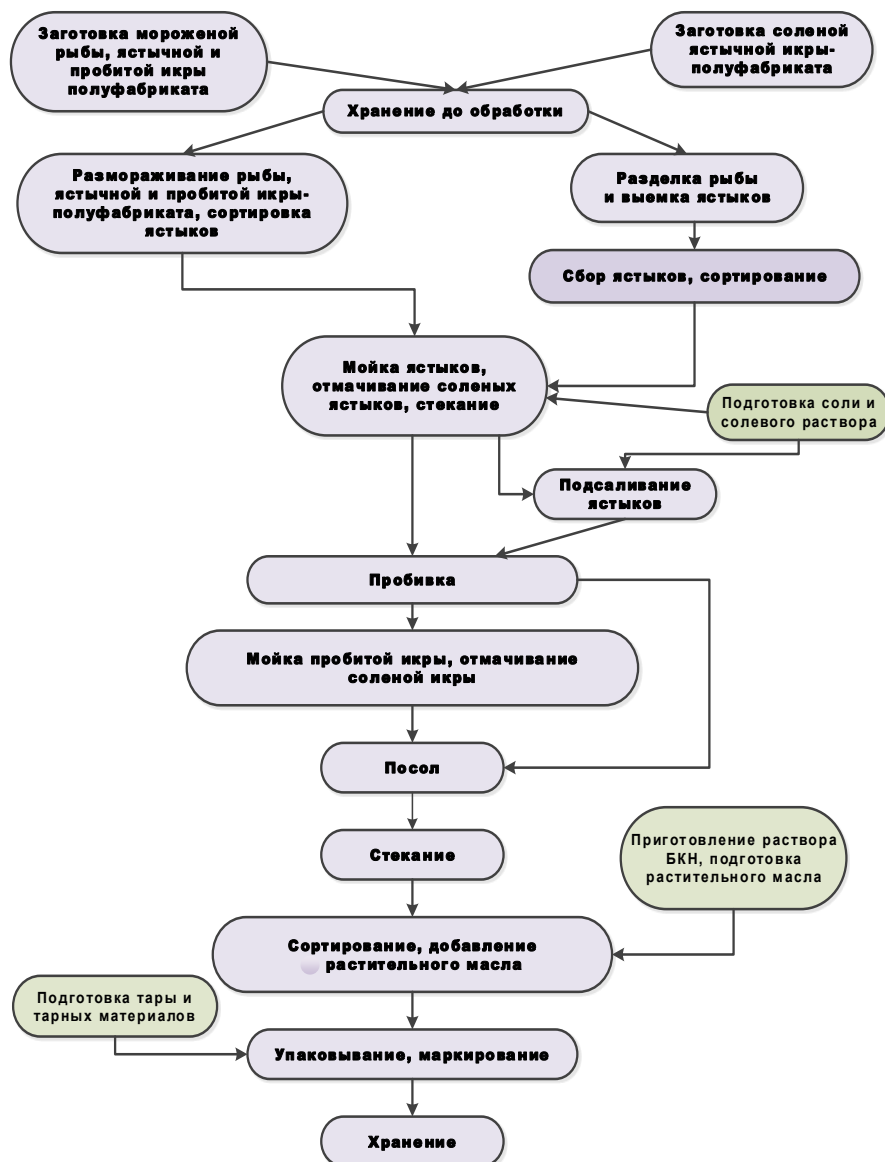 Заготовка мороженой
рыбы, ястычной и
пробитой икры
полуфабриката
Заготовка соленой
ястычной икры-
полуфабриката
Хранение до обработки
Размораживание рыбы,
ястычной и пробитой икры-
полуфабриката, сортировка
ястыков
Разделка рыбы
и выемка ястыков
Сбор ястыков, сортирование
Мойка ястыков,
отмачивание соленых
ястыков, стекание
Подготовка соли и
солевого раствора
Подсаливание
ястыков
Пробивка
Мойка пробитой икры, отмачивание
соленой икры
Посол
Стекание
Приготовление раствора
БКН, подготовка
растительного масла
Сортирование, добавление
растительного масла
Подготовка тары и
тарных материалов
Упаковывание, маркирование
Хранение